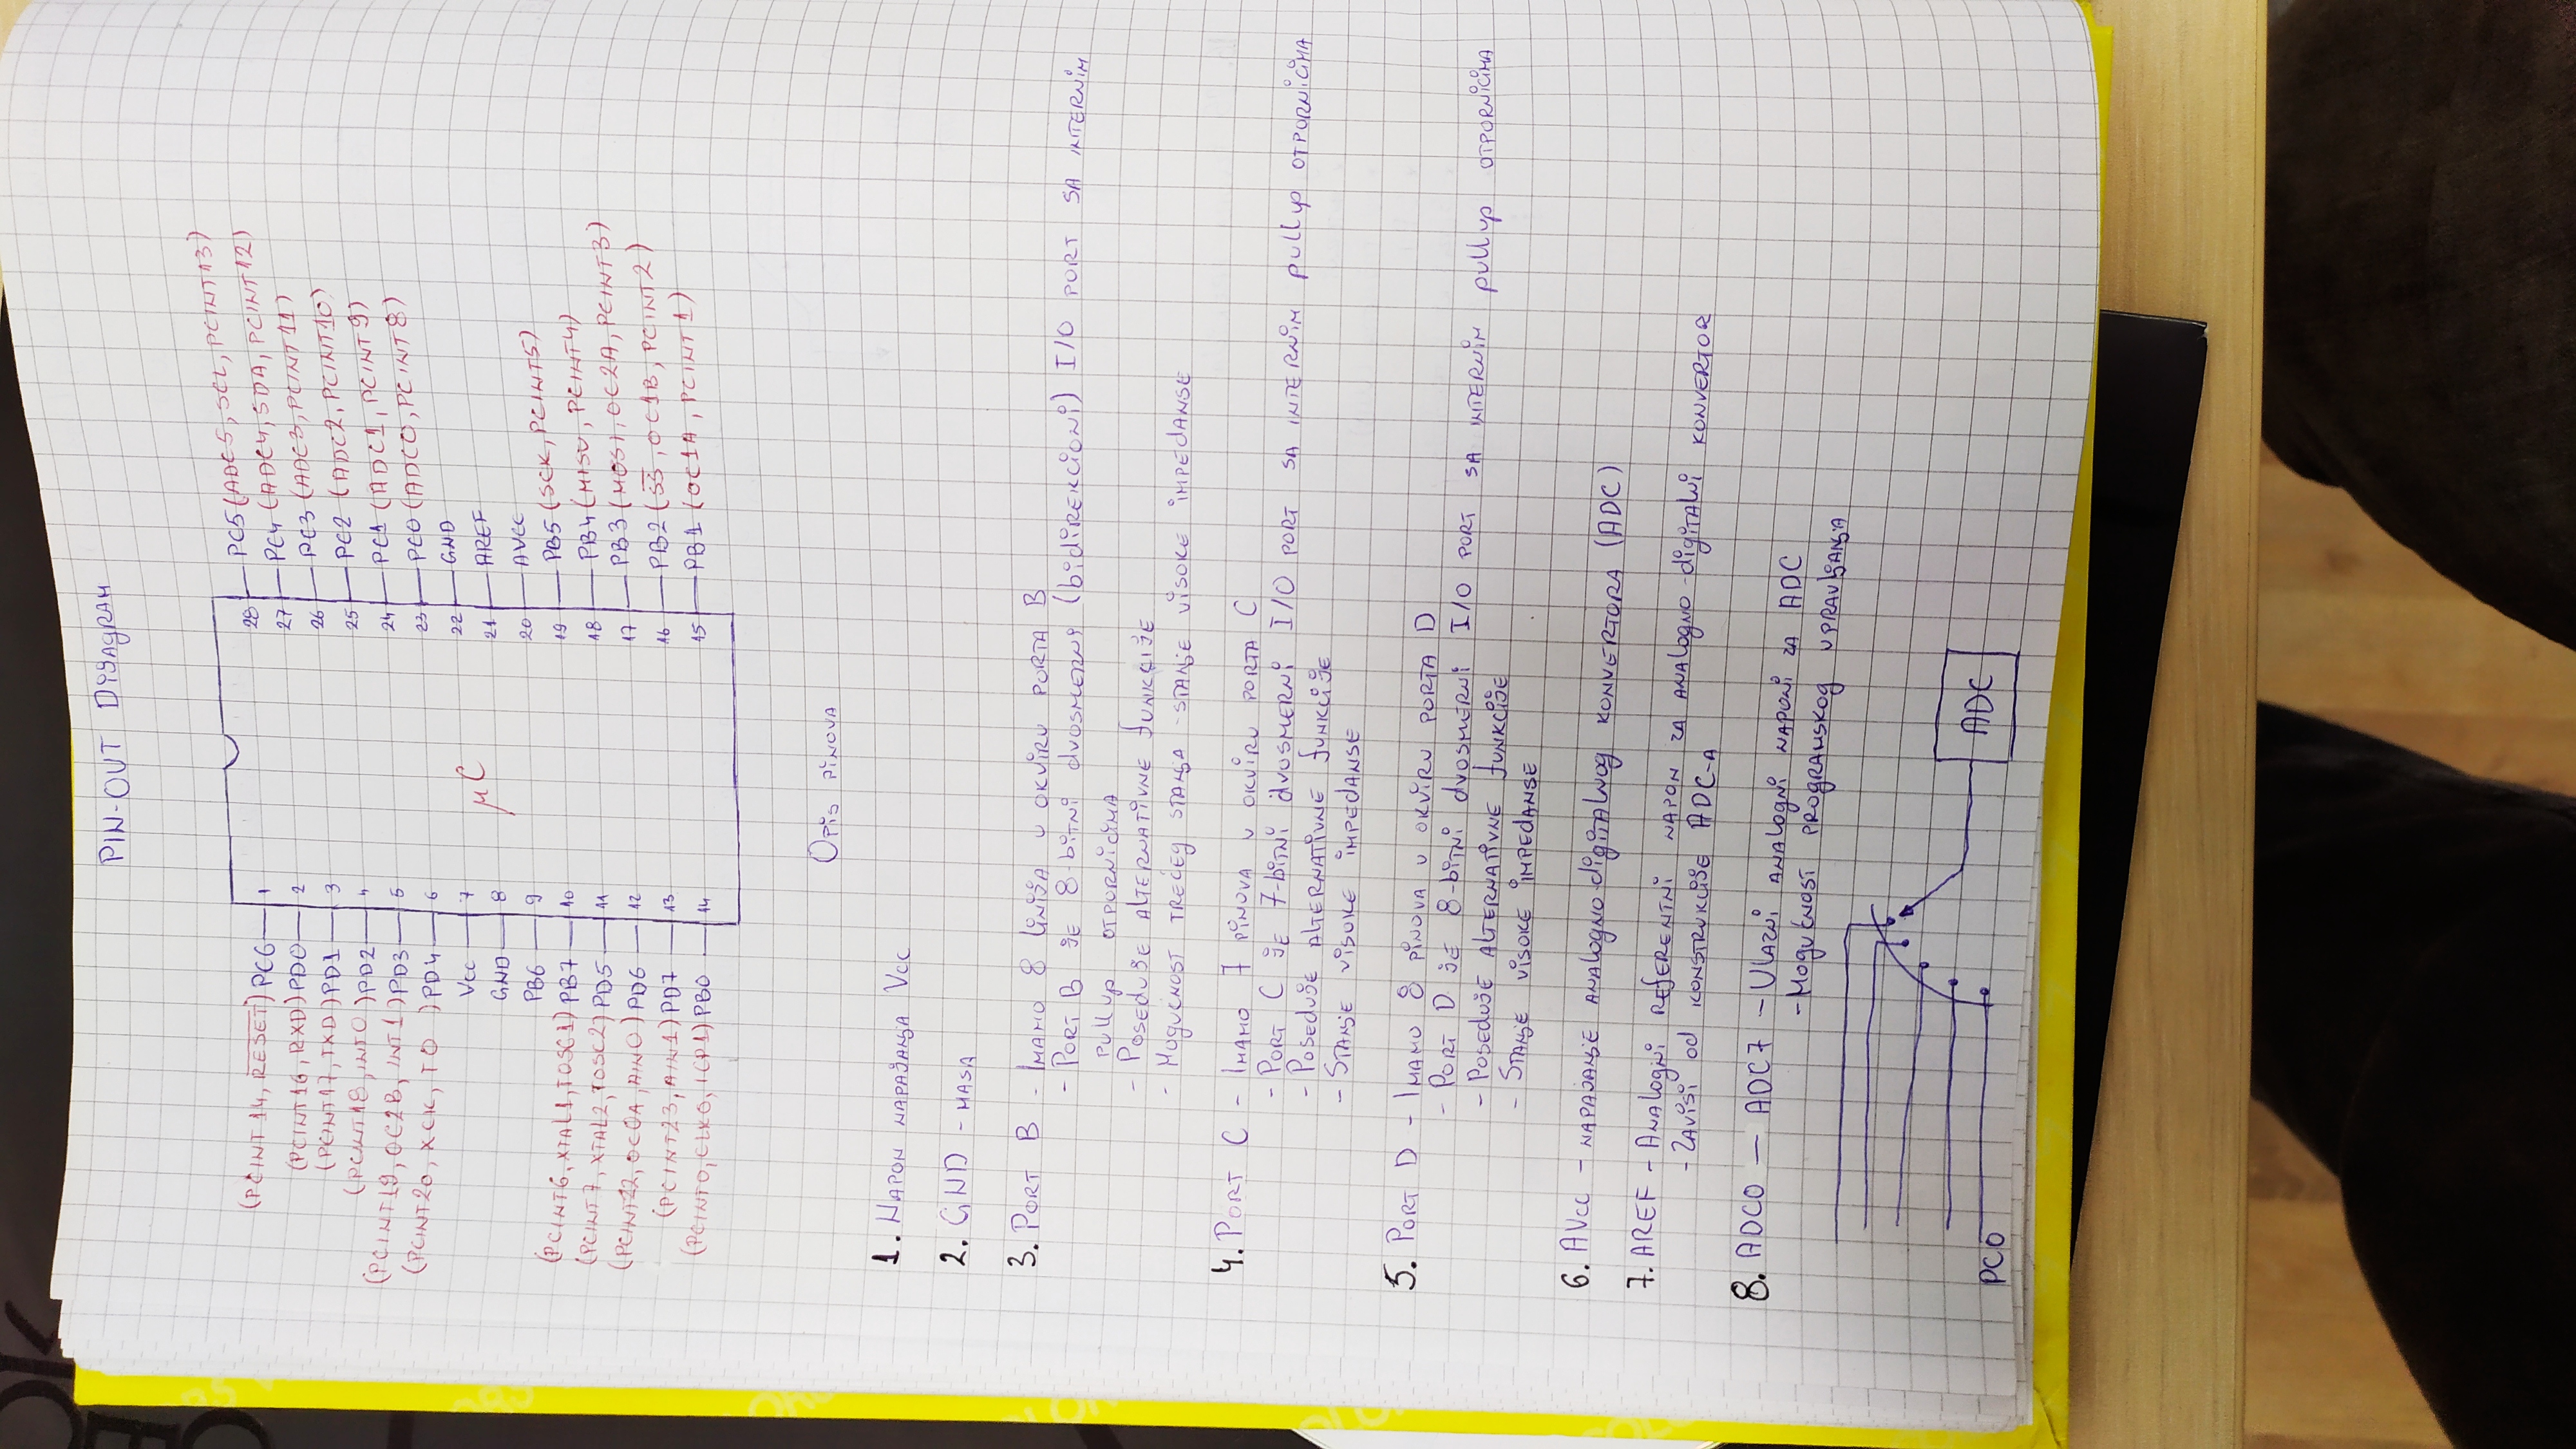 PIN-OUT DIJAGRAM
(PCINT14, RESET) PC6 1
(PCINT16, RXD) PD0 2
(PCINT17, TXD) PD1 3
(PCINT18, INT0) PD2 4
(PCINT19, OC2B, INT1) PD3 5
(PCINT20, XCK, T0) PD4 6
Vcc 7
GND 8
PB6 9
(PCINT6, XTAL1, TOSC1) PB7 10
(PCINT7, XTAL2, TOSC2) PD5 11
(PCINT22, OC0A, AIN0) PD6 12
(PCINT23, AIN1) PD7 13
(PCINT0, CLKO, ICP1) PB0 14
μC
28 PC5 (ADC5, SCL, PCINT13)
27 PC4 (ADC4, SDA, PCINT12)
26 PC3 (ADC3, PCINT11)
25 PC2 (ADC2, PCINT10)
24 PC1 (ADC1, PCINT9)
23 PC0 (ADC0, PCINT8)
22 GND
21 AREF
20 AVCC
19 PB5 (SCK, PCINT5)
18 PB4 (MISO, PCINT4)
17 PB3 (MOSI, OC2A, PCINT3)
16 PB2 (SS, OC1B, PCINT2)
15 PB1 (OC1A, PCINT1)
OPIS PINOVA
1. NAPON NAPAJANJA Vcc
2. GND - MASA
3. PORT B - IMAMO 8 LINIJA U OKVIRU PORTA B
- PORT B JE 8-bITNI dVOSMERNI (bidIREKCIONI) I/O PORT SA INTERNIM
pull up OTPORNICIMA
- POSEDUJE ALTERNATIVNE fUNKCIJE
- MOGUĆNOST TREĆEG STANJA - STANJE VISOKE IMPEDANSE
4. PORT C - IMAMO 7 PINOVA U OKVIRU PORTA C
- PORT C JE 7-bITNI dVOSMERNI I/O PORT SA INTERNIM pull up OTPORNICIMA
- POSEDUJE ALTERNATIVNE fUNKCIJE
- STANJE VISOKE IMPEDANSE
5. PORT D - IMAMO 8 PINOVA U OKVIRU PORTA D
- PORT D JE 8-bITNI dVOSMERNI I/O PORT SA INTERNIM pull up OTPORNICIMA
- POSEDUJE ALTERNATIVNE fUNKCIJE
- STANJE VISOKE IMPEDANSE
6. AVcc - NAPAJANJE ANALOGNO-digITALNOG KONVERTORA (ADC)
7. AREF - ANALOGNI REfERENTNI NAPON ZA ANALOGNO-digITALNI KONVERTOR
- ZAVISI Od KONSTRUKCIJE ADC-A
8. ADC0 — ADC7 - ULAZNI ANALOGNI NAPONI ZA ADC
- MOGUĆNOST PROGRAMSKOG UPRAVLJANJA
ADC
PC0